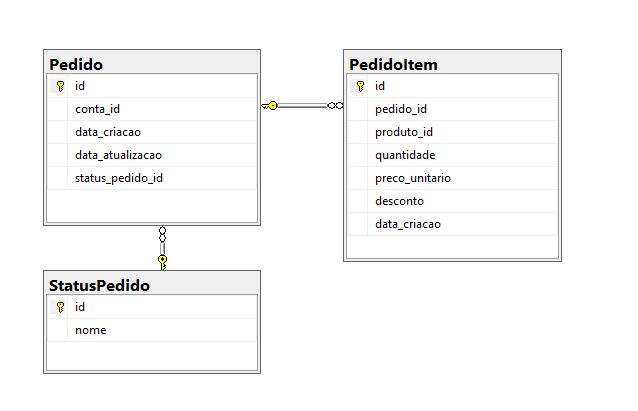 Pedido
id
conta_id
data_criacao
data_atualizacao
status_pedido_id
PedidoItem
id
pedido_id
produto_id
quantidade
preco_unitario
desconto
data_criacao
StatusPedido
id
nome